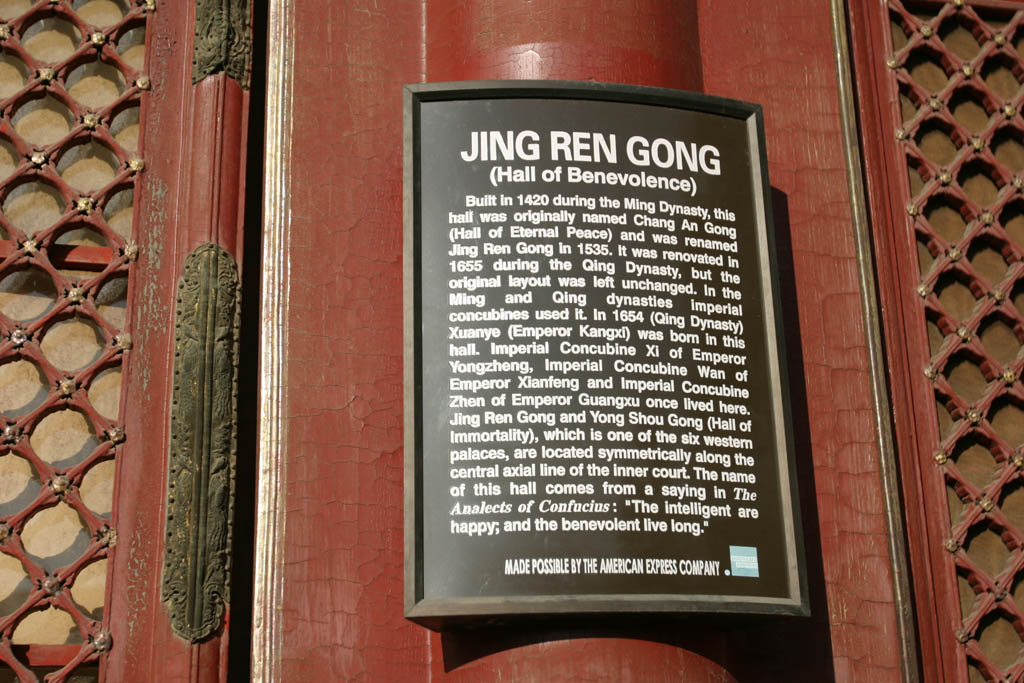 JING REN GONG
(Hall of Benevolence)
Built in 1420 during the Ming Dynasty, this
hall was originally named Chang An Gong
(Hall of Eternal Peace) and was renamed
Jing Ren Gong in 1535. It was renovated in
1655 during the Qing Dynasty, but the
original layout was left unchanged. In the
Ming and Qing dynasties imperial
concubines used it. In 1654 (Qing Dynasty)
Xuanye (Emperor Kangxi) was born in this
hall. Imperial Concubine Xi of Emperor
Yongzheng, Imperial Concubine Wan of
Emperor Xianfeng and Imperial Concubine
Zhen of Emperor Guangxu once lived here.
Jing Ren Gong and Yong Shou Gong (Hall of
Immortality), which is one of the six western
palaces, are located symmetrically along the
central axial line of the inner court. The name
of this hall comes from a saying in The
Analects of Confucius: "The intelligent are
happy; and the benevolent live long."
MADE POSSIBLE BY THE AMERICAN EXPRESS COMPANY.